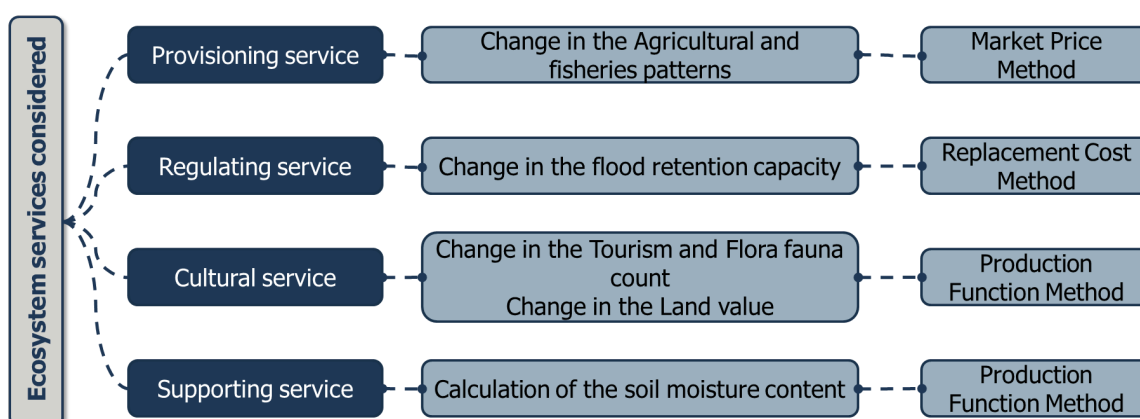 Ecosystem services considered
Provisioning service
Change in the Agricultural and
fisheries patterns
Market Price
Method
Regulating service
Change in the flood retention capacity
Replacement Cost
Method
Cultural service
Change in the Tourism and Flora fauna
count
Change in the Land value
Production
Function Method
Supporting service
Calculation of the soil moisture content
Production
Function Method